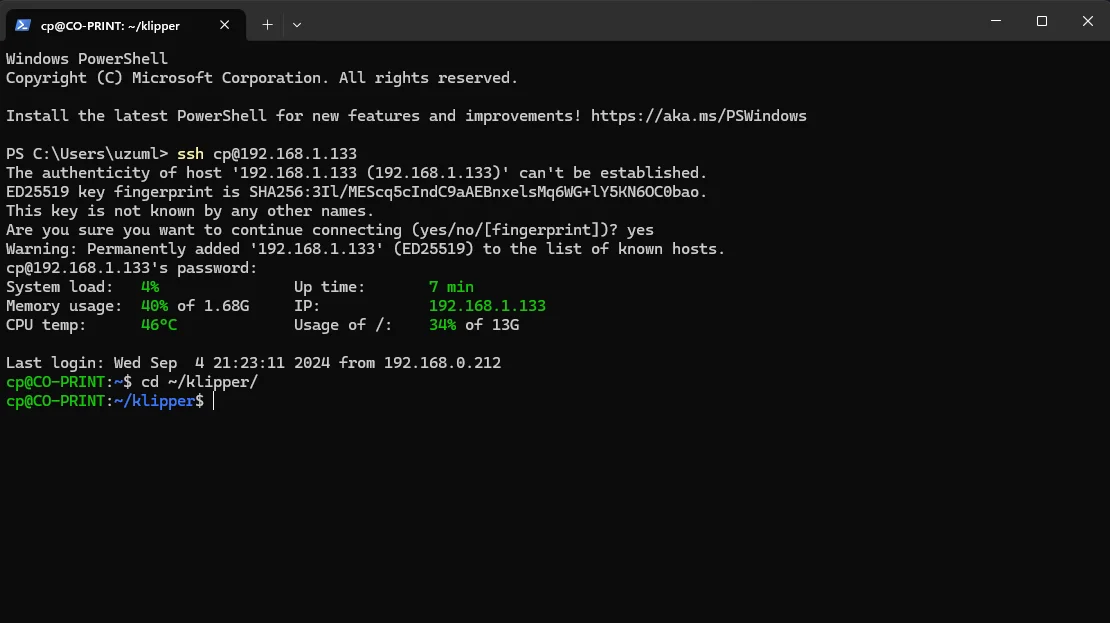 cp@CO-PRINT: ~/klipper
Windows PowerShell
Copyright (C) Microsoft Corporation. All rights reserved.
Install the latest PowerShell for new features and improvements! https://aka.ms/PSWindows
PS C:\Users\uzuml> ssh cp@192.168.1.133
The authenticity of host '192.168.1.133 (192.168.1.133)' can't be established.
ED25519 key fingerprint is SHA256:3Il/MEScq5cIndC9aAEBnxelsMq6WG+lY5KN6OC0bao.
This key is not known by any other names.
Are you sure you want to continue connecting (yes/no/[fingerprint])? yes
Warning: Permanently added '192.168.1.133' (ED25519) to the list of known hosts.
cp@192.168.1.133's password:
System load: 4% Up time: 7 min
Memory usage: 40% of 1.68G IP: 192.168.1.133
CPU temp: 46°C Usage of /: 34% of 13G
Last login: Wed Sep  4 21:23:11 2024 from 192.168.0.212
cp@CO-PRINT:~$ cd ~/klipper/
cp@CO-PRINT:~/klipper$